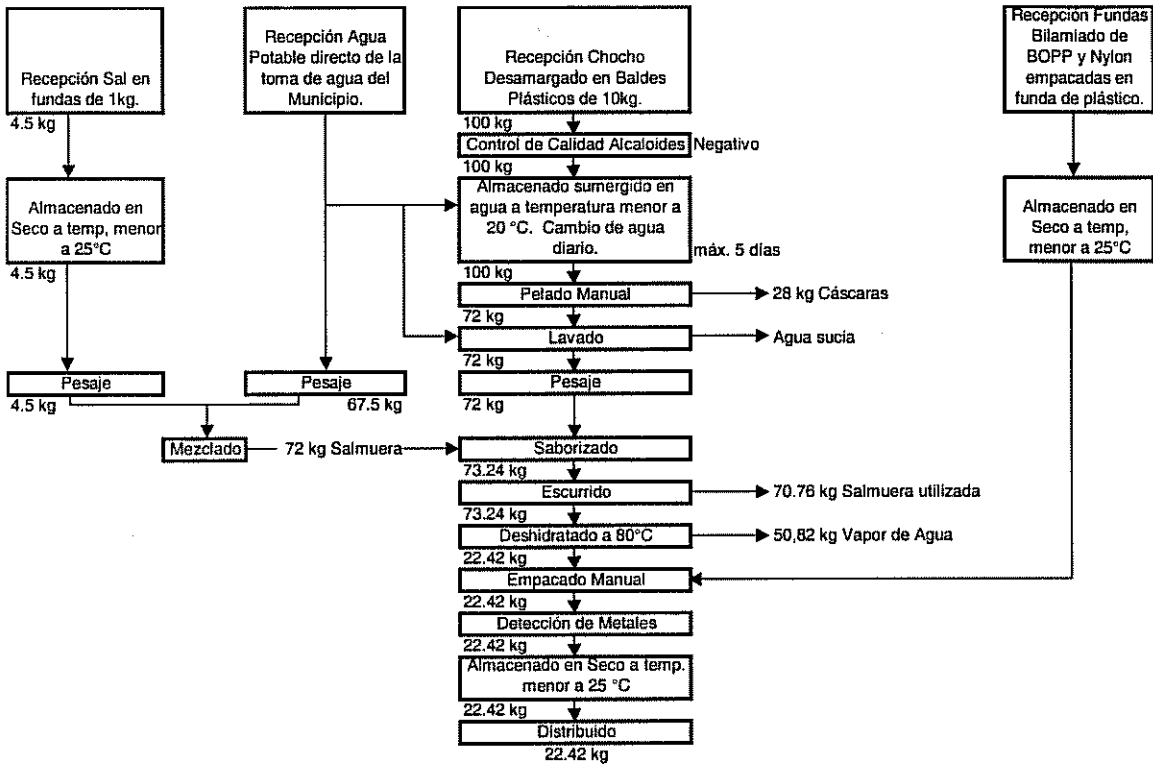 Recepción Sal en
fundas de 1kg.
4.5 kg
Almacenado en
Seco a temp, menor
a 25°C
4.5 kg
Pesaje
4.5 kg
Recepción Agua
Potable directo de la
toma de agua del
Municipio.
Pesaje
67.5 kg
Mezclado
72 kg Salmuera
Recepción Chocho
Desamargado en Baldes
Plásticos de 10kg.
100 kg
Control de Calidad Alcaloides Negativo
100 kg
Almacenado sumergido en
agua a temperatura menor a
20 °C. Cambio de agua
diario.
máx. 5 días
100 kg
Pelado Manual
28 kg Cáscaras
72 kg
Lavado
Agua sucia
72 kg
Pesaje
72 kg
Saborizado
73.24 kg
Escurrido
70.76 kg Salmuera utilizada
73.24 kg
Deshidratado a 80°C
50,82 kg Vapor de Agua
22.42 kg
Empacado Manual
22.42 kg
Detección de Metales
22.42 kg
Almacenado en Seco a temp.
menor a 25 °C
22.42 kg
Distribuido
22.42 kg
Recepción Fundas
Bilamiado de
BOPP y Nylon
empacadas en
funda de plástico.
Almacenado en
Seco a temp,
menor a 25°C